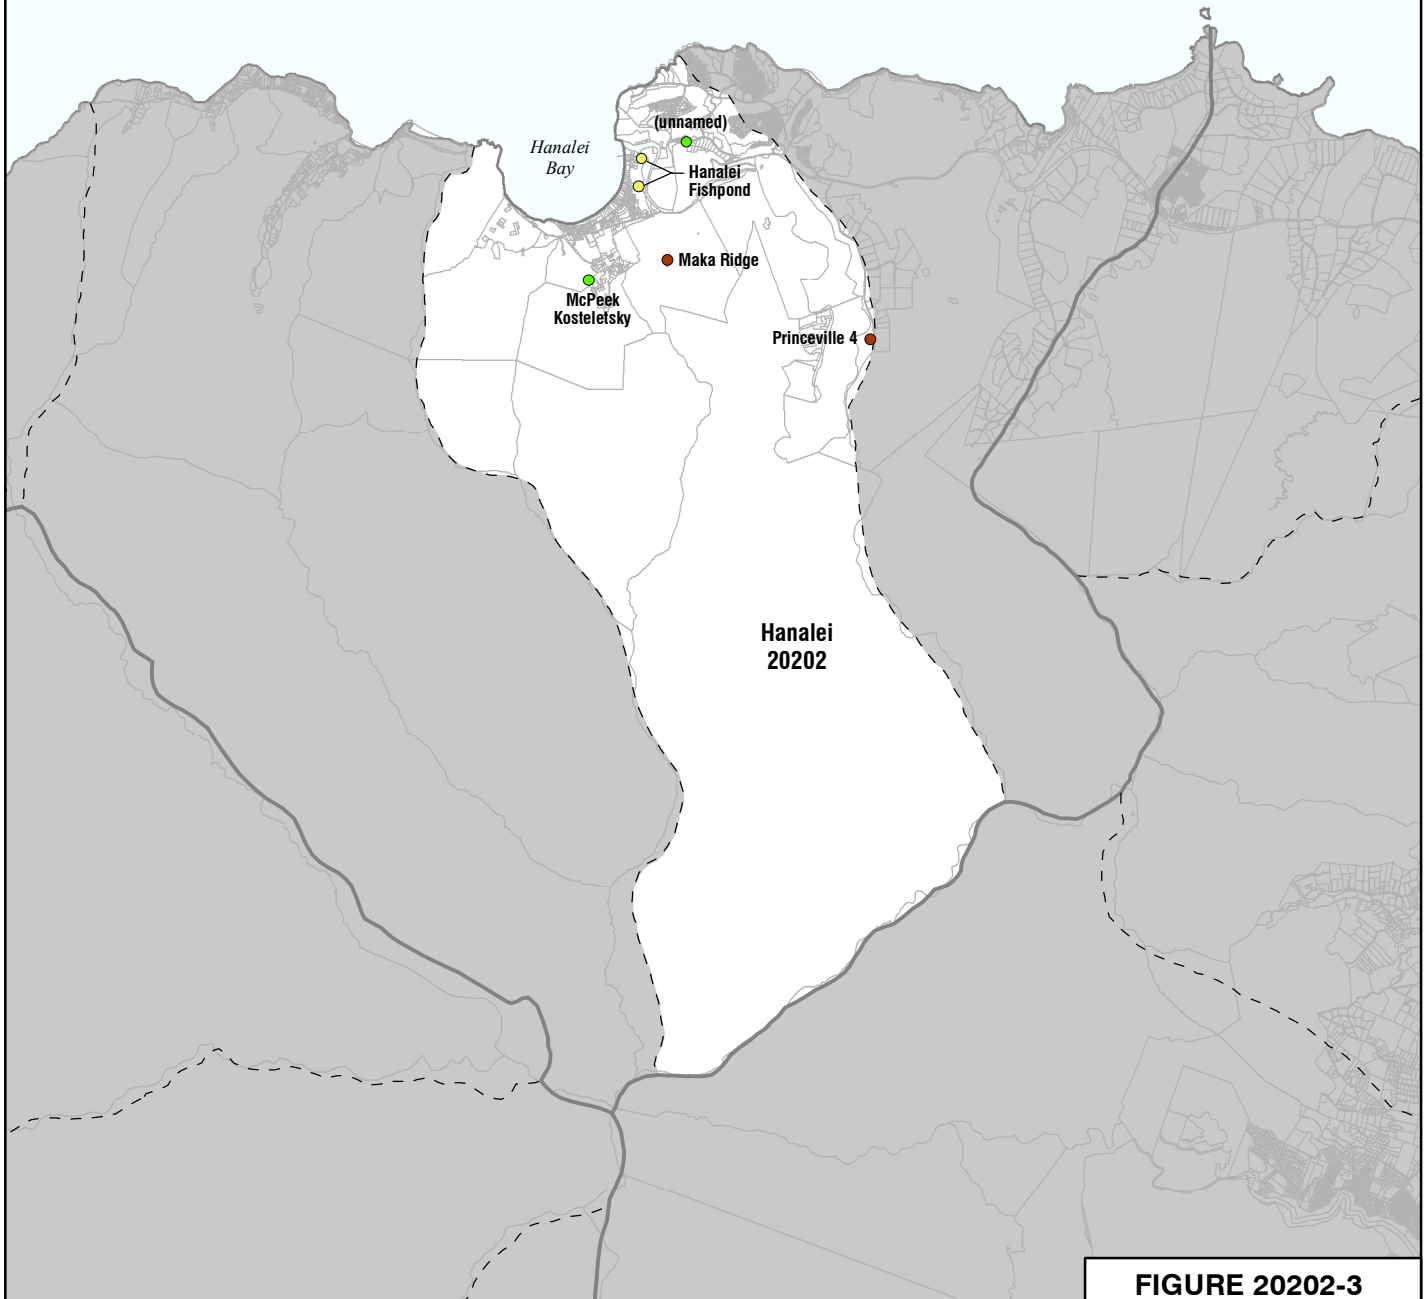 (unnamed)
Hanalei
Bay
Hanalei
Fishpond
Maka Ridge
McPeek
Kosteletsky
Princeville 4
Hanalei
20202
FIGURE 20202-3